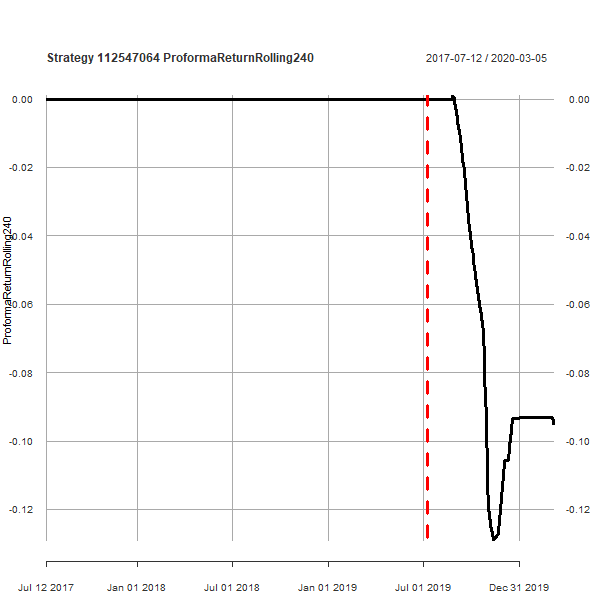 Strategy 112547064 ProformaReturnRolling240
2017-07-12 / 2020-03-05
0.00 0.00
-0.02 -0.02
-0.04 -0.04
ProformaReturnRolling240
-0.06 -0.06
-0.08 -0.08
-0.10 -0.10
-0.12 -0.12
Jul 12 2017 Jan 01 2018 Jul 01 2018 Jan 01 2019 Jul 01 2019 Dec 31 2019